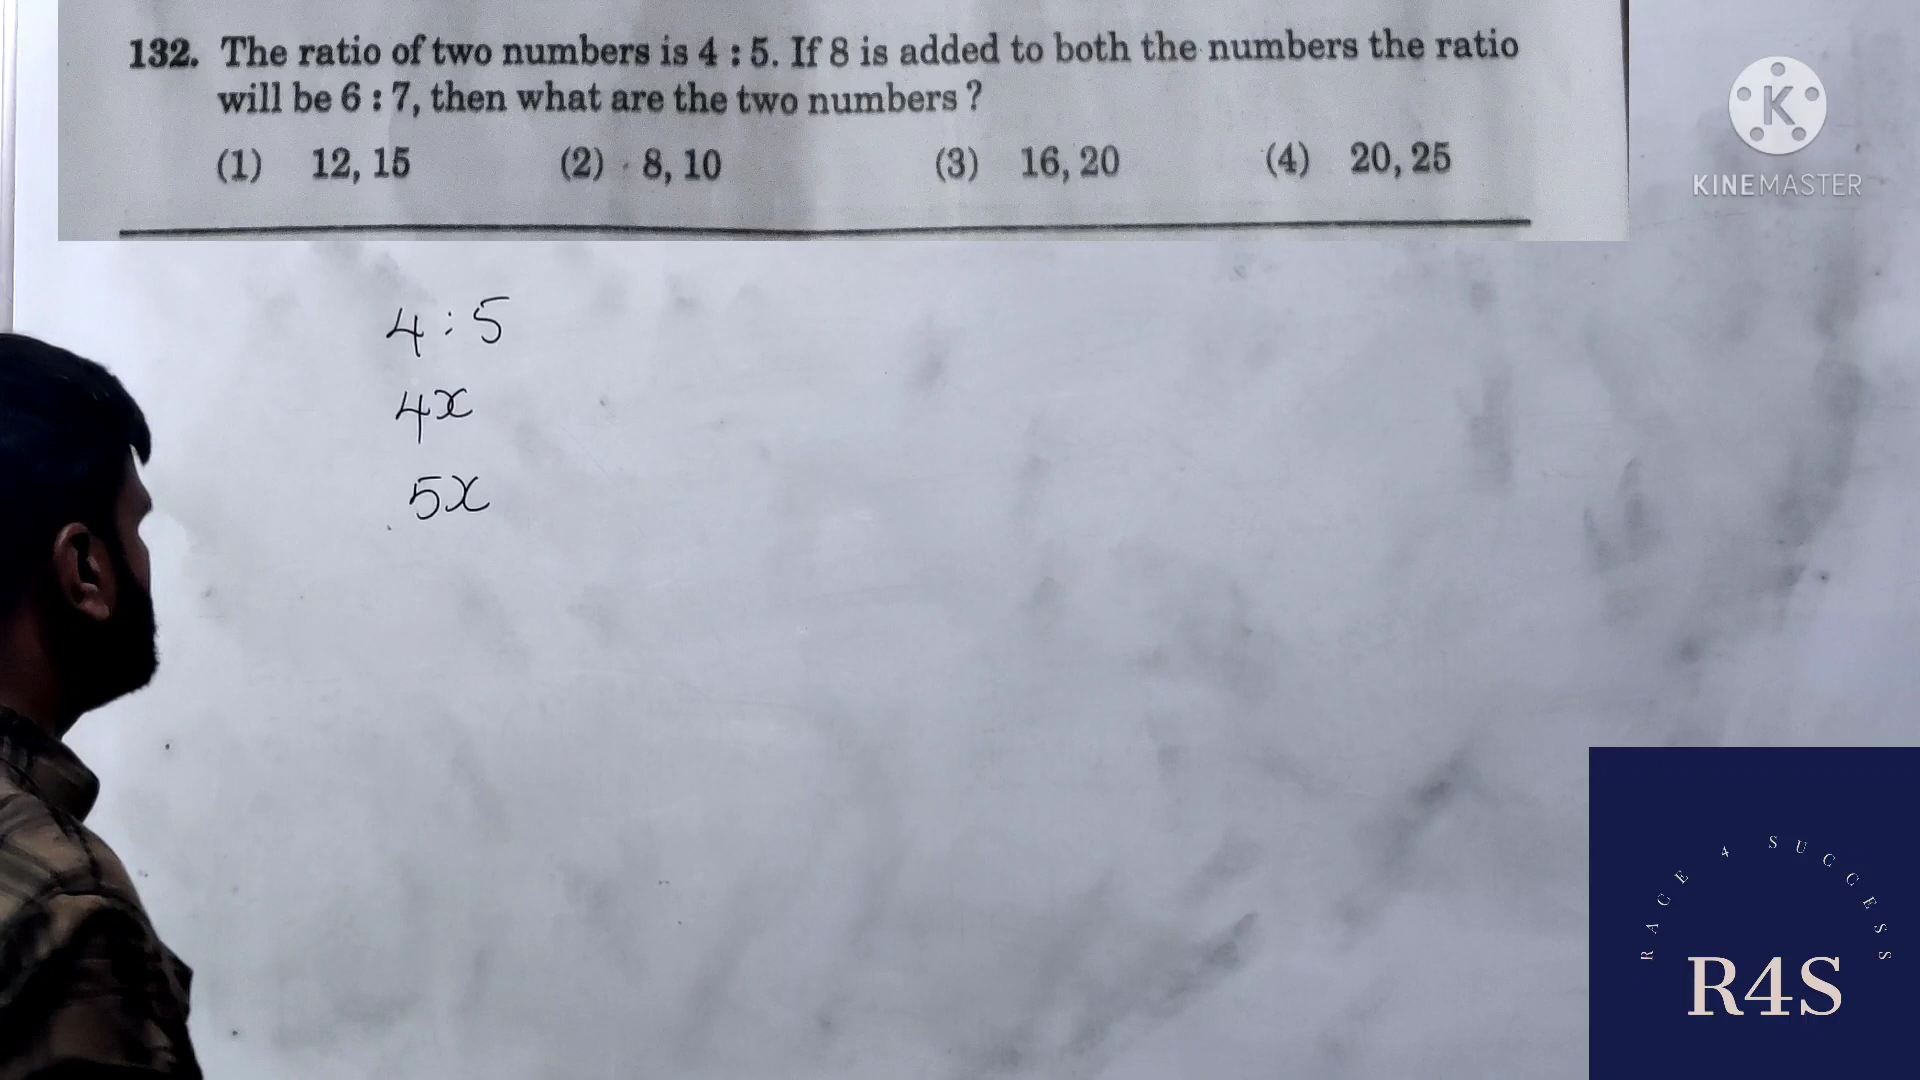 132. The ratio of two numbers is 4 : 5. If 8 is added to both the numbers the ratio
will be 6 : 7, then what are the two numbers ?
(1) 12, 15 (2) 8, 10 (3) 16, 20 (4) 20, 25
KINEMASTER
4 : 5
4x
5x
RACE 4 SUCCESS
R4S